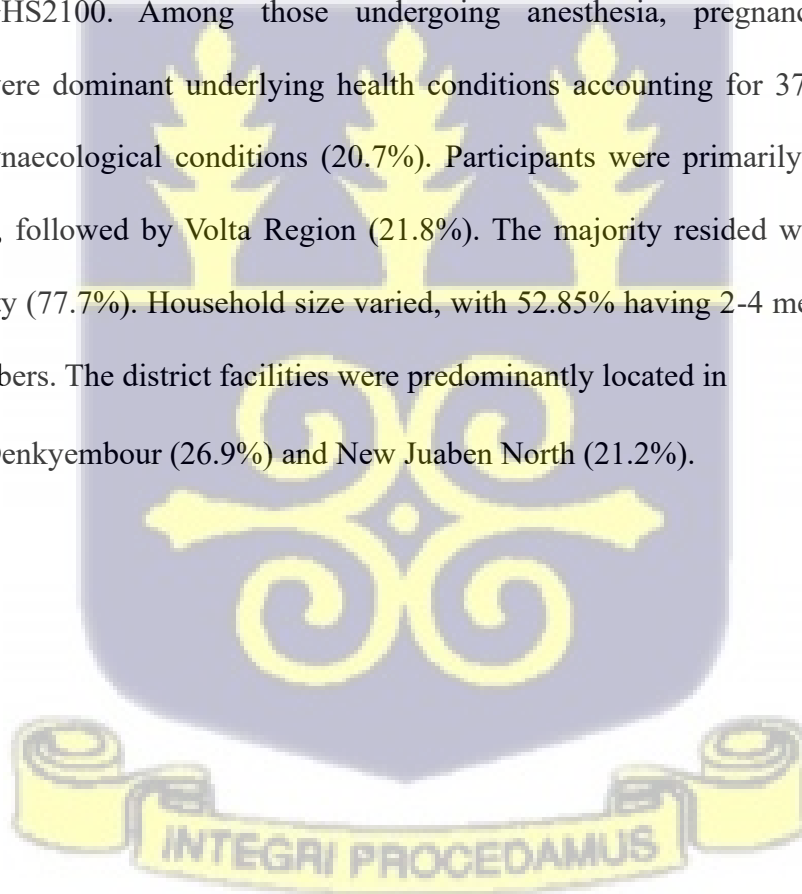 HS2100. Among those undergoing anesthesia, pregnanc
ere dominant underlying health conditions accounting for 37
naecological conditions (20.7%). Participants were primarily
, followed by Volta Region (21.8%). The majority resided w
y (77.7%). Household size varied, with 52.85% having 2-4 me
bers. The district facilities were predominantly located in
enkyembour (26.9%) and New Juaben North (21.2%).
INTEGRI PROCEDAMUS